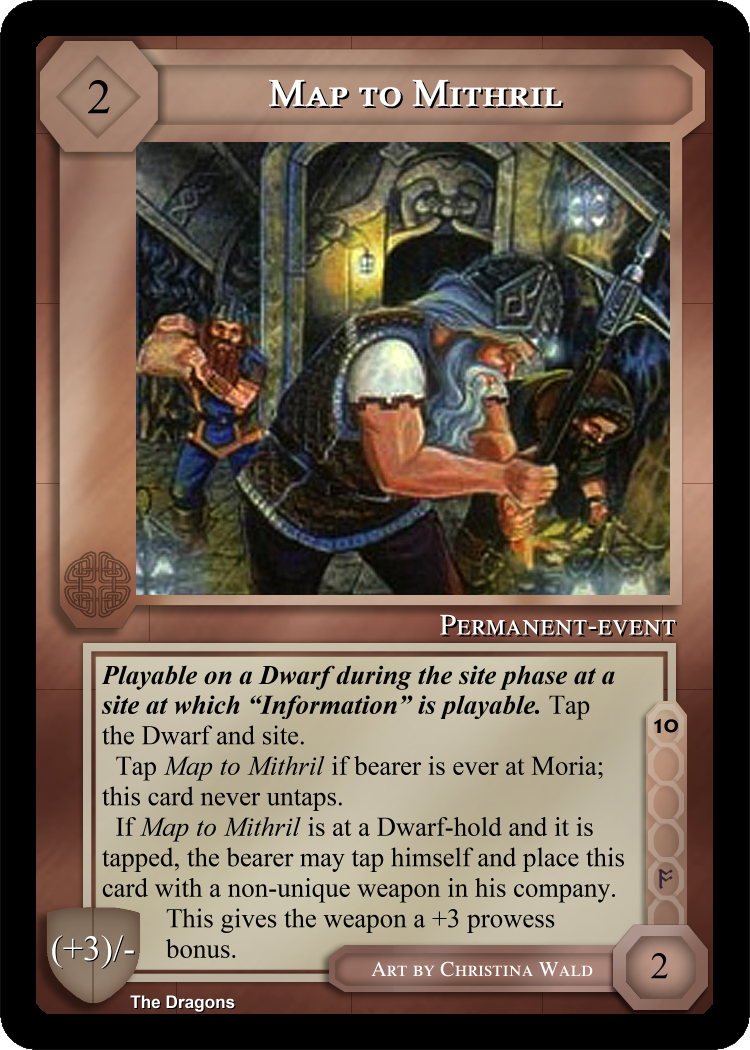 2
Map to Mithril
Permanent-event
Playable on a Dwarf during the site phase at a
site at which “Information” is playable. Tap
the Dwarf and site.
Tap Map to Mithril if bearer is ever at Moria;
this card never untaps.
If Map to Mithril is at a Dwarf-hold and it is
tapped, the bearer may tap himself and place this
card with a non-unique weapon in his company.
This gives the weapon a +3 prowess
bonus.
10
ᚩ
(+3)/-
Art by Christina Wald
2
The Dragons